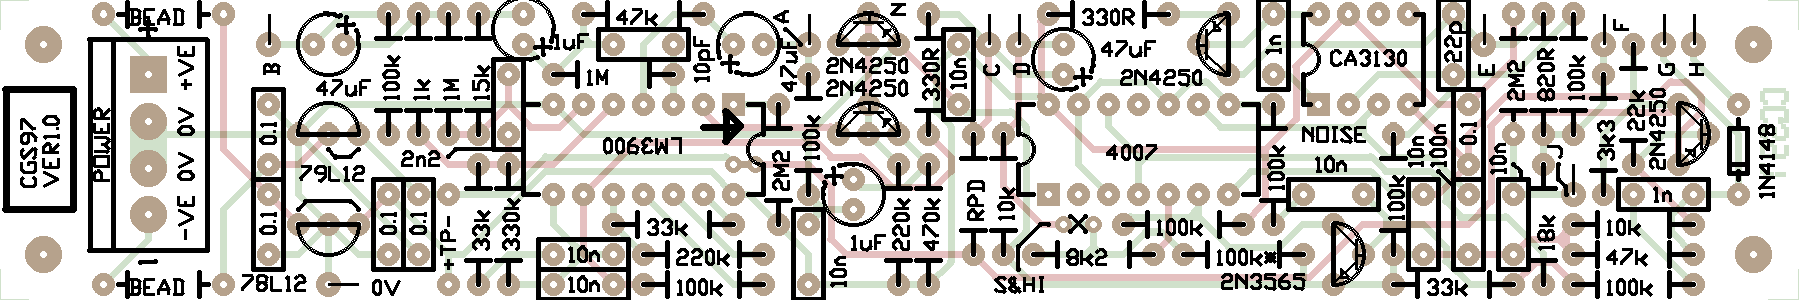 BEAD
47k
A
N
330R
F
B
1uF
10pF
47uF
47uF
2N4250
2N4250
330R
10n
C
D
47uF
2N4250
1n
CA3130
22p
E
G
H
47uF
100k
1k
1M
15k
1M
2M2
820R
100k
CGS97
VER1.0
POWER
+VE
0V
0V
-VE
0.1
79L12
2n2
LM3900
2M2
100k
4007
NOISE
10n
100k
100k
10n
100n
0.1
10n
J
3k3
22k
2N4250
1N4148
1n
0.1
0.1
0.1
+TP-
33k
330k
33k
1uF
220k
470k
RPD
10k
X
100k
8k2
100k*
18k
10k
47k
100k
10n
220k
10n
100k
10n
S&HI
2N3565
33k
BEAD
78L12
0V